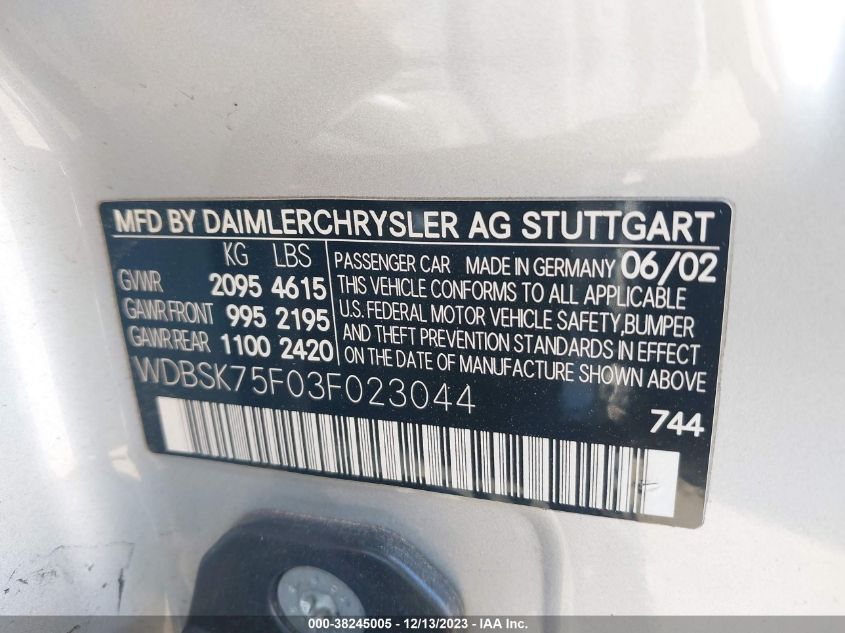 MFD BY DAIMLERCHRYSLER AG STUTTGART
KG LBS
GVWR 2095 4615
GAWR FRONT 995 2195
GAWR REAR 1100 2420
PASSENGER CAR MADE IN GERMANY 06/02
THIS VEHICLE CONFORMS TO ALL APPLICABLE
U.S. FEDERAL MOTOR VEHICLE SAFETY,BUMPER
AND THEFT PREVENTION STANDARDS IN EFFECT
ON THE DATE OF MANUFACTURE SHOWN ABOVE
WDBSK75F03F023044
744
000-38245005 - 12/13/2023 - IAA Inc.